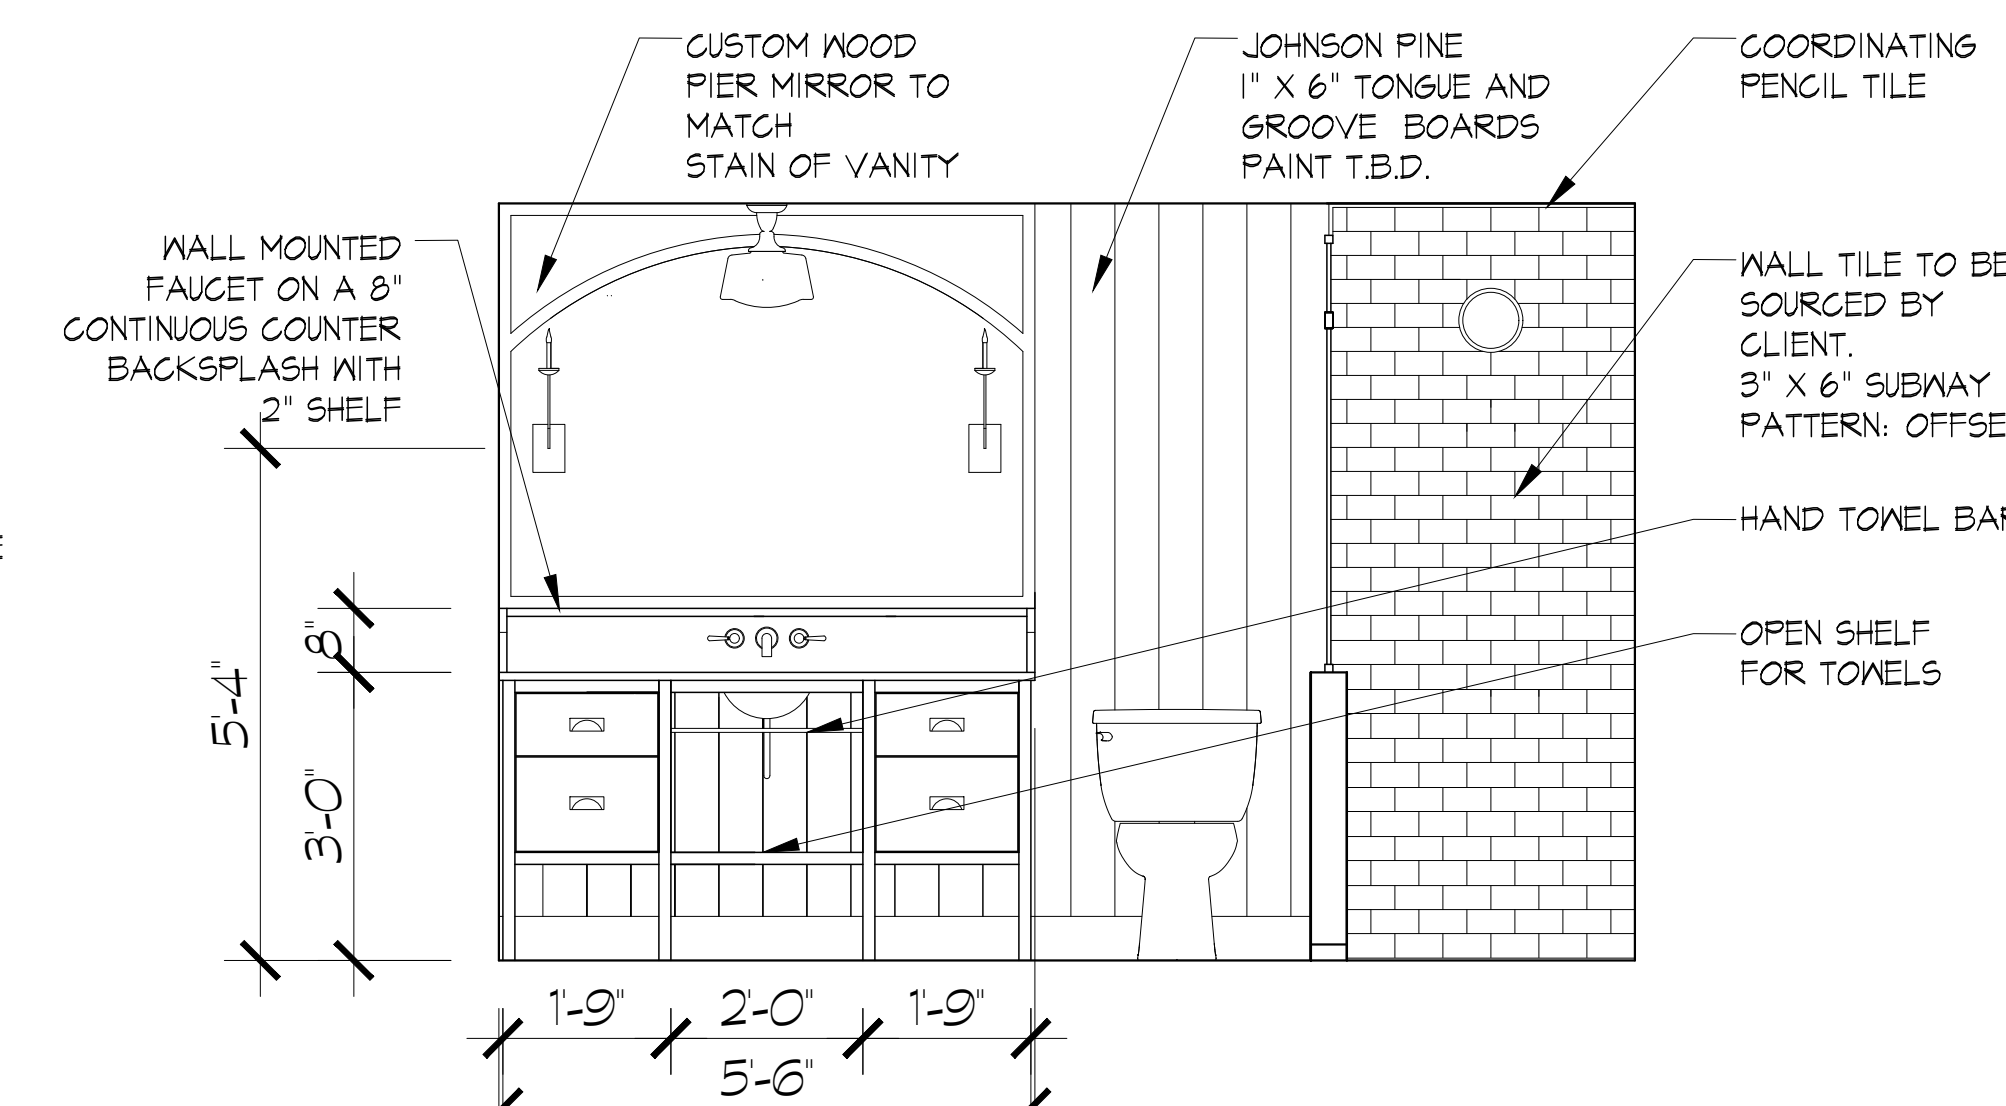 CUSTOM WOOD
PIER MIRROR TO
MATCH
STAIN OF VANITY
JOHNSON PINE
1" X 6" TONGUE AND
GROOVE BOARDS
PAINT T.B.D.
COORDINATING
PENCIL TILE
WALL MOUNTED
FAUCET ON A 8"
CONTINUOUS COUNTER
BACKSPLASH WITH
2" SHELF
WALL TILE TO BE
SOURCED BY
CLIENT.
3" X 6" SUBWAY
PATTERN: OFFSE
HAND TOWEL BAR
OPEN SHELF
FOR TOWELS
5'-4"
8"
3'-0"
1'-9"
2'-0"
1'-9"
5'-6"